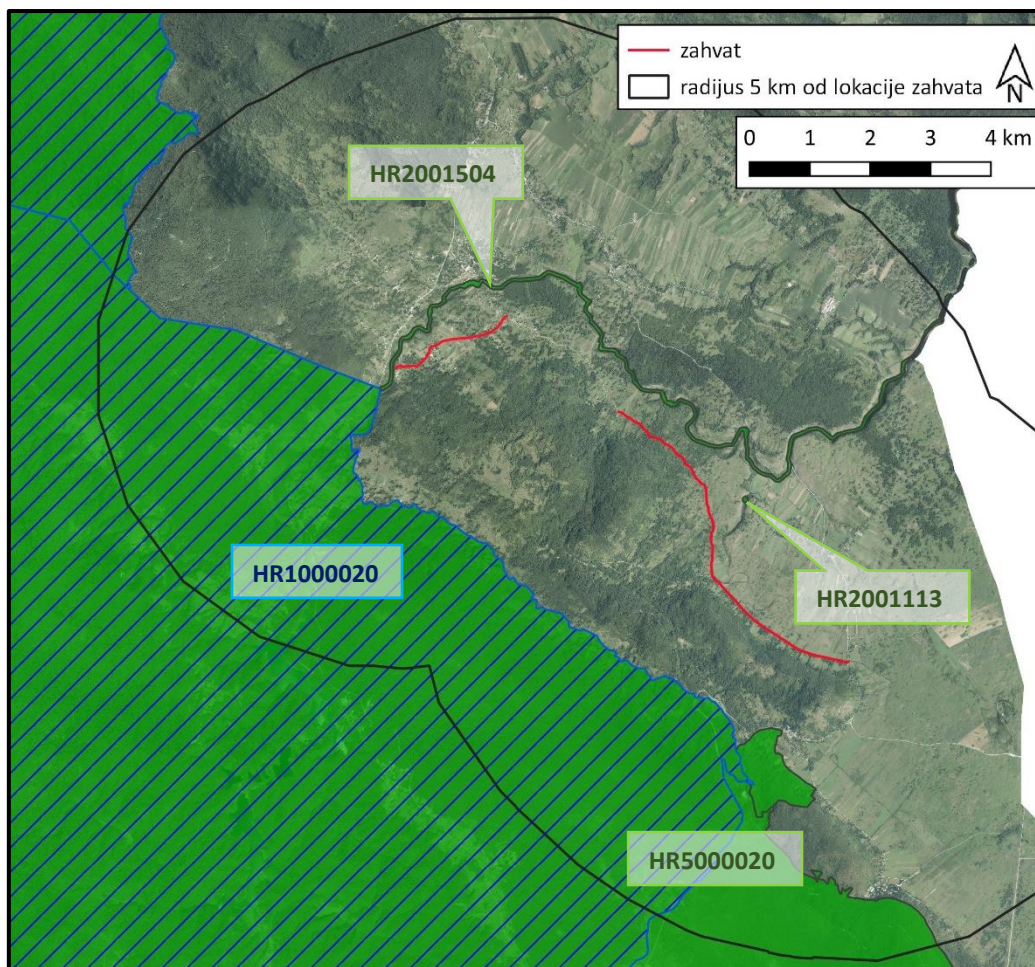 zahvat
radijus 5 km od lokacije zahvata
N
0 1 2 3 4 km
HR2001504
HR1000020
HR2001113
HR5000020